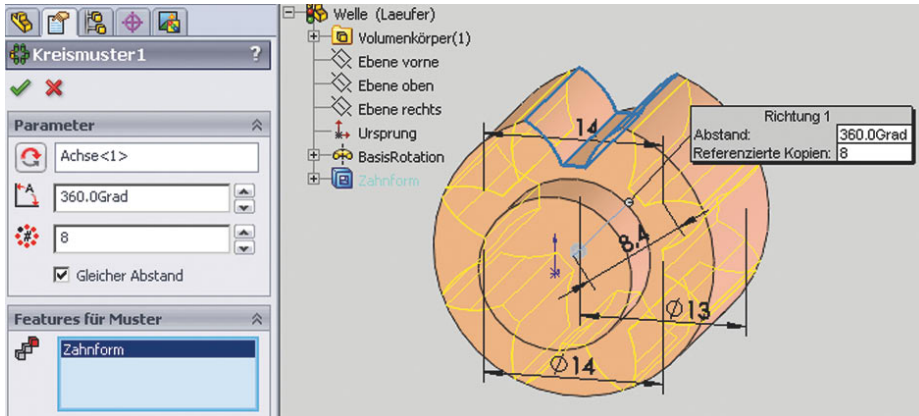 Kreismuster1 ?
Parameter
Achse<1>
360.0Grad
8
Gleicher Abstand
Features für Muster
Zahnform
Welle (Laeufer)
Volumenkörper(1)
Ebene vorne
Ebene oben
Ebene rechts
Ursprung
BasisRotation
Zahnform
14
8,4
Ø13
Ø14
Richtung 1
Abstand: 360.0Grad
Referenzierte Kopien: 8